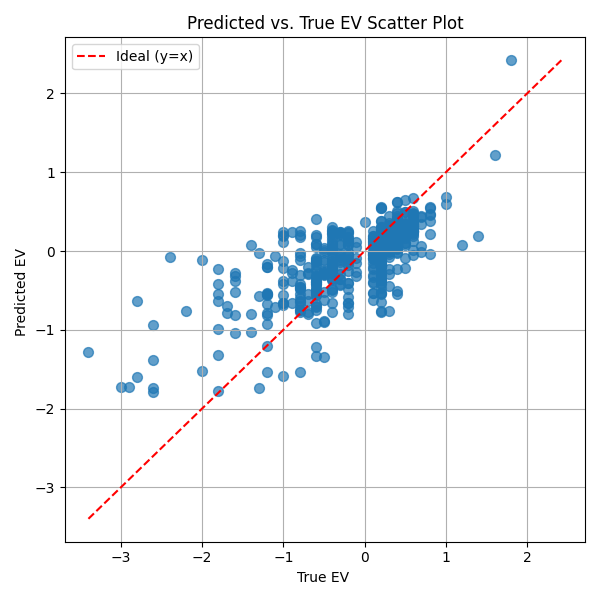 Predicted vs. True EV Scatter Plot
Ideal (y=x)
2
1
0
−1
−2
−3
Predicted EV
−3 −2 −1 0 1 2
True EV